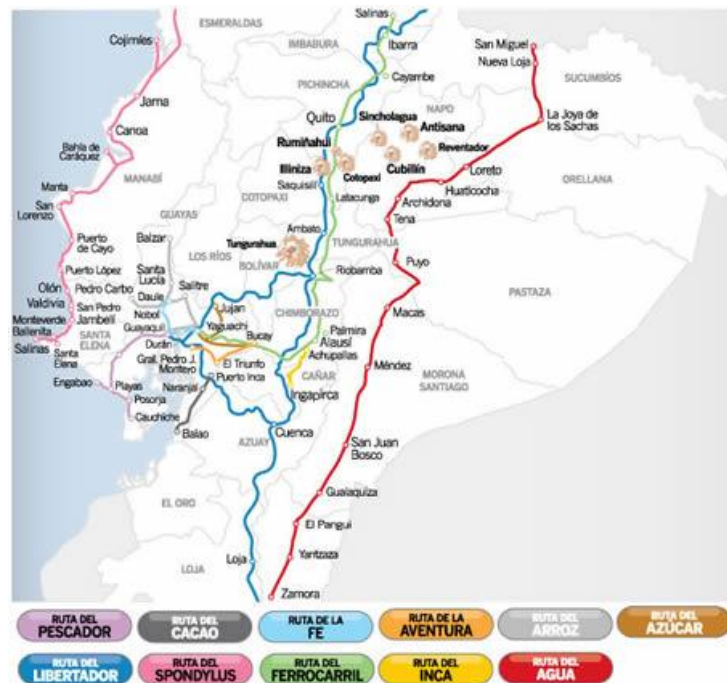 ESMERALDAS
Salinas
Cojimíes
IMBABURA
Ibarra
San Miguel
Nueva Loja
SUCUMBÍOS
PICHINCHA
Cayambe
Jama
NAPO
Quito
Sincholagua
Antisana
La Joya de
los Sachas
Canoa
Rumiñahui
Reventador
Bahía de
Caráquez
Illiniza
Cotopaxi
Cubillín
Loreto
MANABÍ
Saquisilí
Huaticocha
ORELLANA
Manta
COTOPAXI
Latacunga
Archidona
San
Lorenzo
GUAYAS
Tena
Ambato
Puerto
de Cayo
Balzar
Tungurahua
TUNGURAHUA
LOS RÍOS
BOLÍVAR
Puyo
Puerto López
Santa
Lucía
Riobamba
PASTAZA
Olón
Pedro Carbo
Salitre
Valdivia
Daule
Jujan
CHIMBORAZO
Macas
San Pedro
Nobel
Monteverde
Jambelí
Guayaquil
Yaguachi
Palmira
Ballenita
SANTA
ELENA
Bucay
Alausí
Durán
Achupallas
Salinas
Santa
Elena
Gral. Pedro J.
Montero
El Triunfo
CAÑAR
Méndez
MORONA
SANTIAGO
Engabao
Playas
Naranjal
Puerto Inca
Ingapirca
Posorja
Cauchiche
Balao
Cuenca
AZUAY
San Juan
Bosco
EL ORO
Gualaquiza
El Pangui
Loja
Yantzaza
LOJA
Zamora
RUTA DEL
PESCADOR
RUTA DEL
CACAO
RUTA DE LA
FE
RUTA DE LA
AVENTURA
RUTA DEL
ARROZ
RUTA DEL
AZÚCAR
RUTA DEL
LIBERTADOR
RUTA DEL
SPONDYLUS
RUTA DEL
FERROCARRIL
RUTA DEL
INCA
RUTA DEL
AGUA